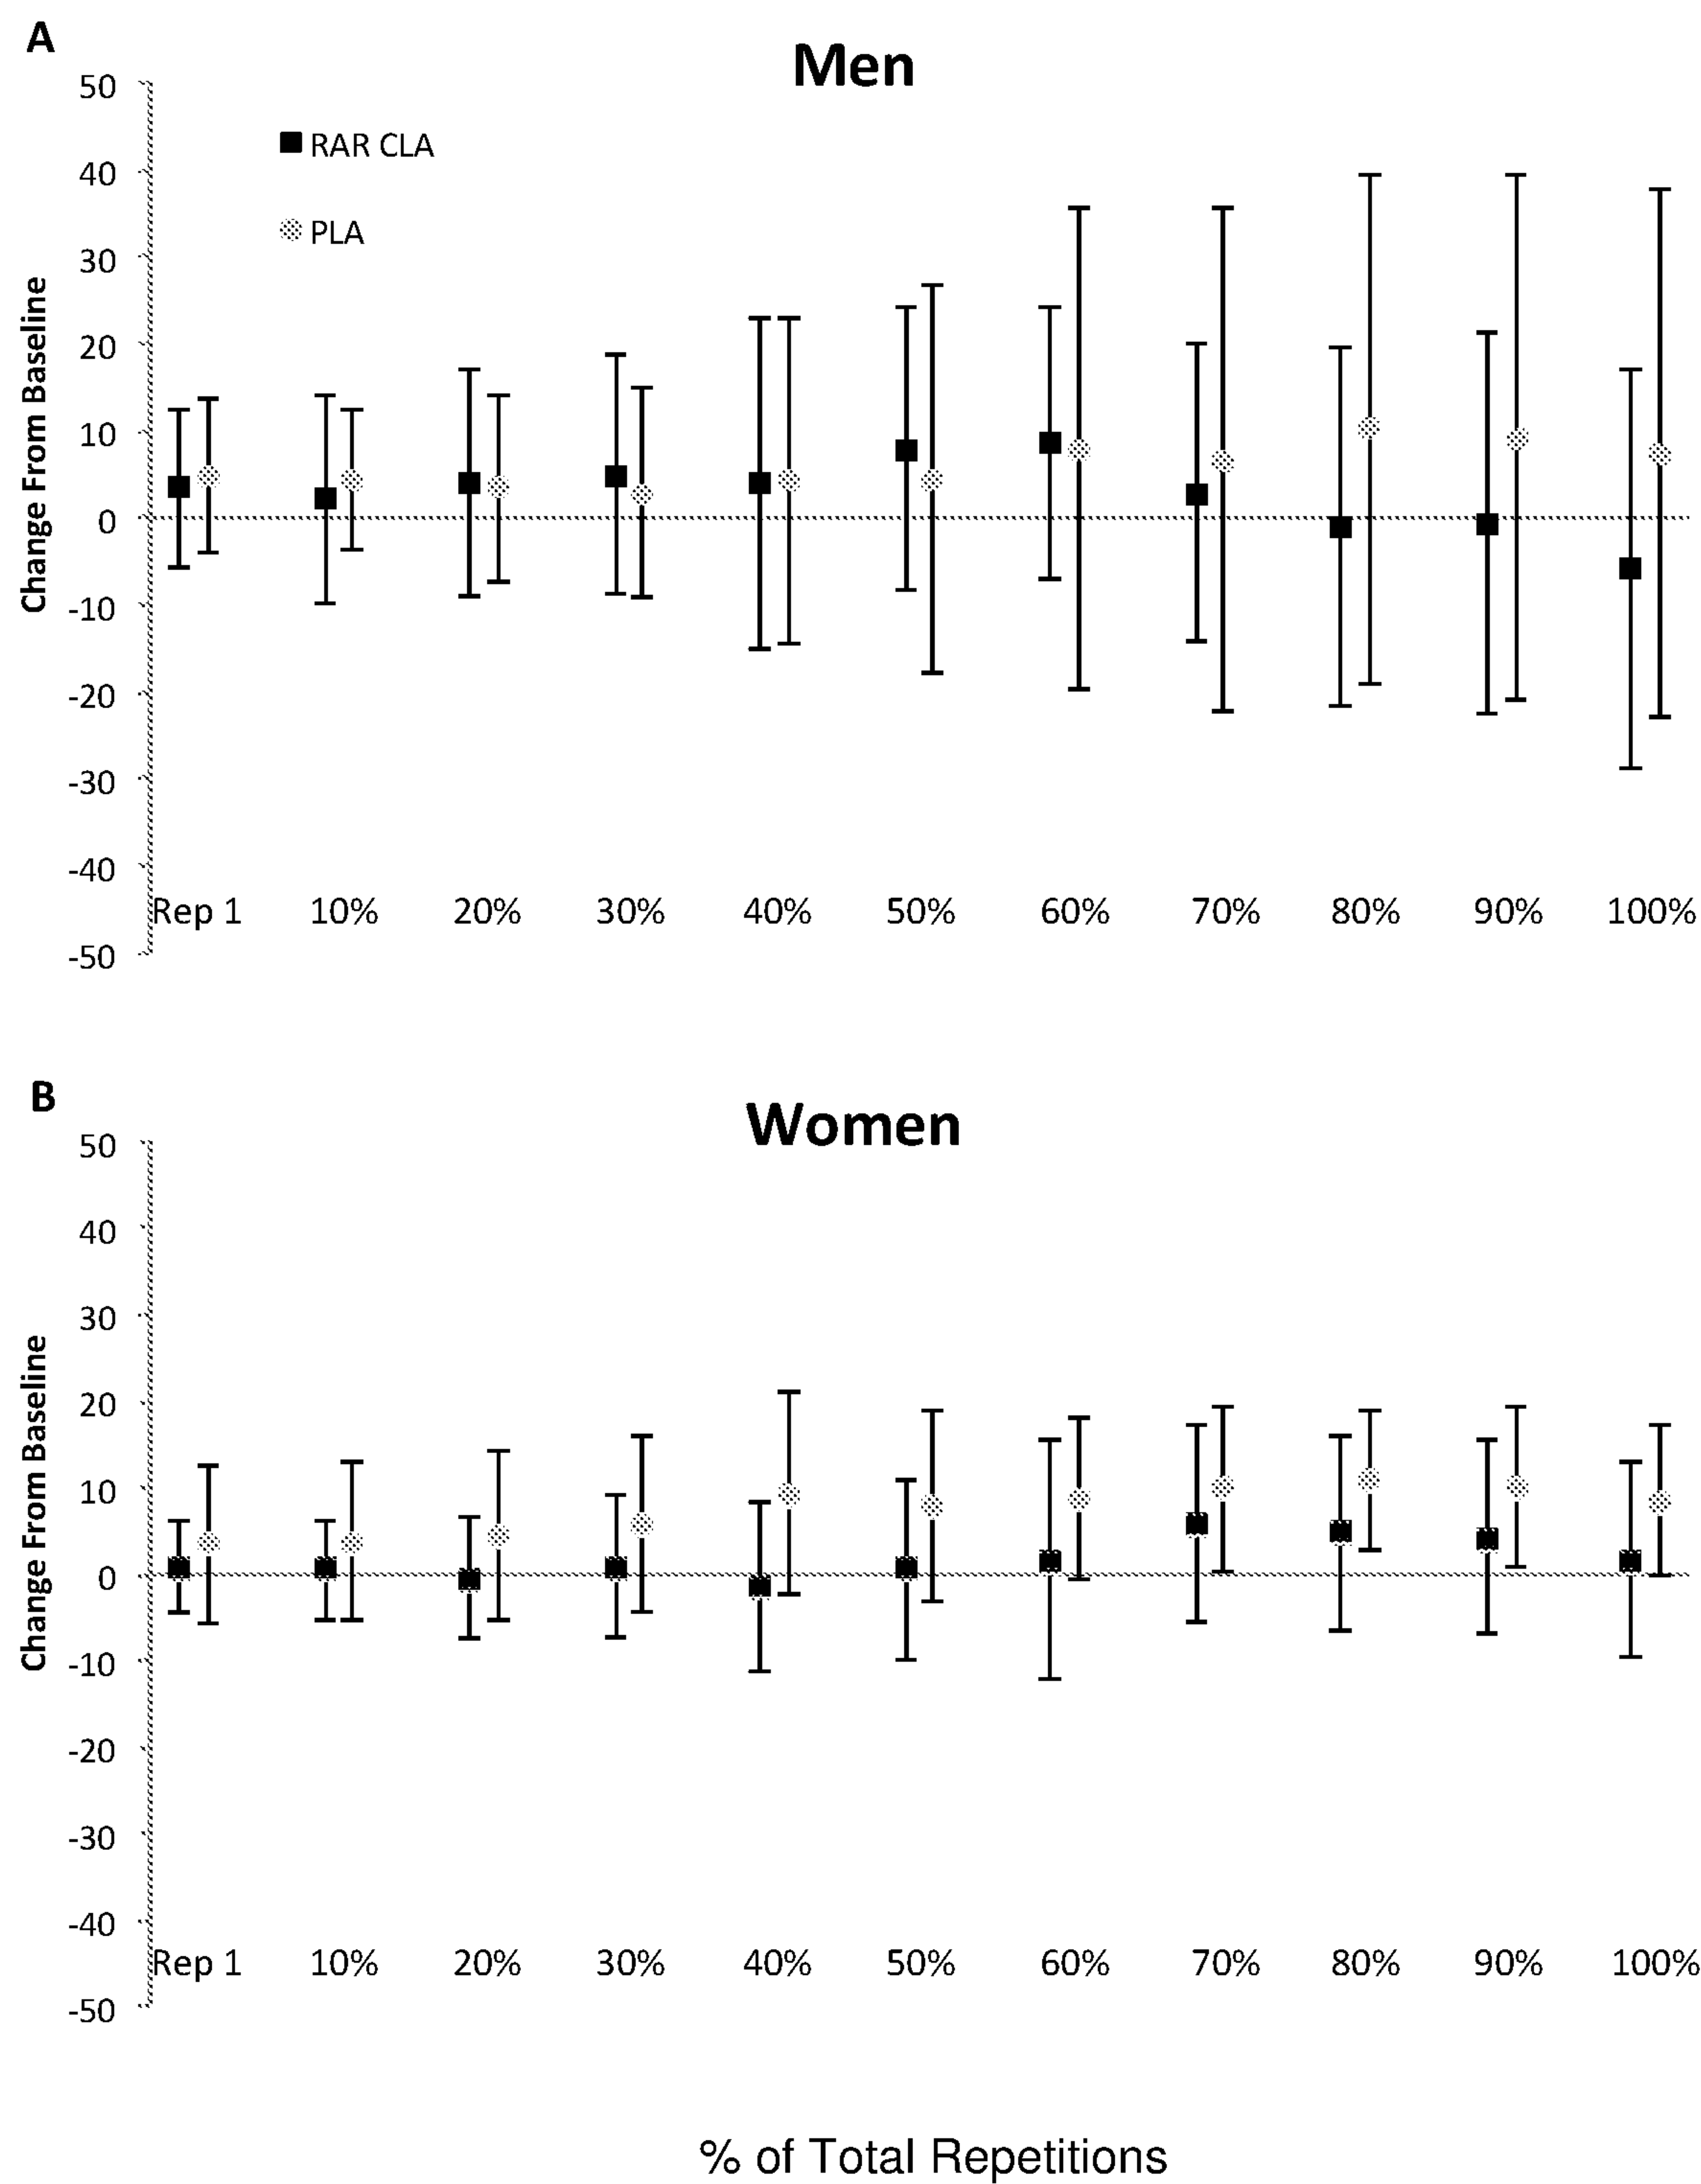 A
Men
50
RAR CLA
40
PLA
30
20
10
0
-10
-20
-30
-40
-50
Change From Baseline
Rep 1 10% 20% 30% 40% 50% 60% 70% 80% 90% 100%
B
Women
50
40
30
20
10
0
-10
-20
-30
-40
-50
Change From Baseline
Rep 1 10% 20% 30% 40% 50% 60% 70% 80% 90% 100%
% of Total Repetitions